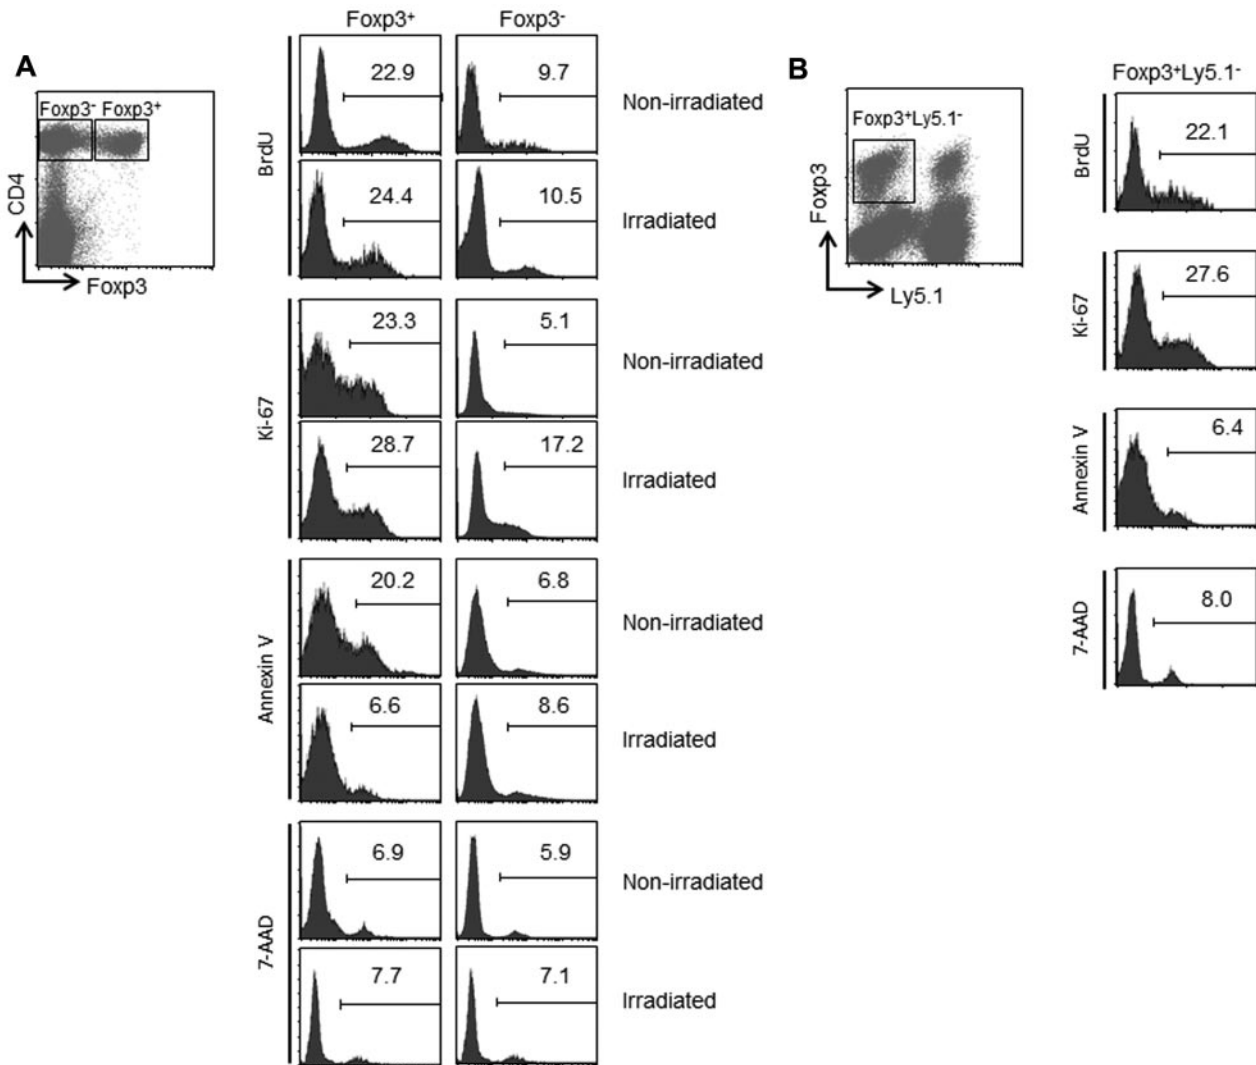 A
CD4
Foxp3⁻ Foxp3⁺
Foxp3
Foxp3⁺ Foxp3⁻
BrdU
22.9 9.7 Non-irradiated
24.4 10.5 Irradiated
Ki-67
23.3 5.1 Non-irradiated
28.7 17.2 Irradiated
Annexin V
20.2 6.8 Non-irradiated
6.6 8.6 Irradiated
7-AAD
6.9 5.9 Non-irradiated
7.7 7.1 Irradiated
B
Foxp3
Foxp3⁺Ly5.1⁻
Ly5.1
Foxp3⁺Ly5.1⁻
BrdU
22.1
Ki-67
27.6
Annexin V
6.4
7-AAD
8.0